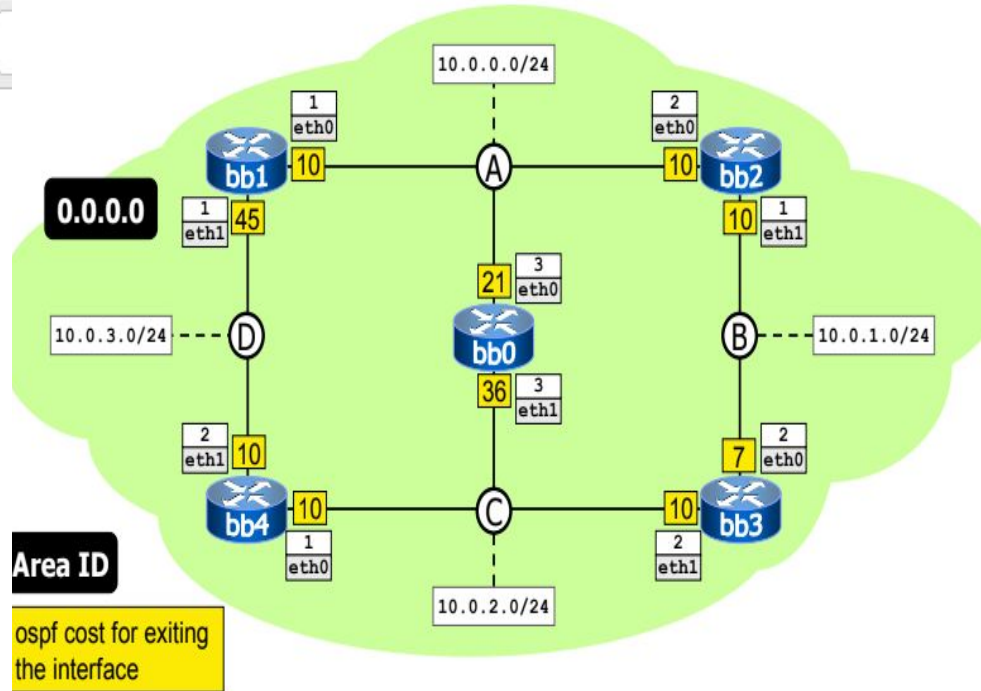 10.0.0.0/24
1
eth0
2
eth0
10
A
10
bb1
bb2
0.0.0.0
1
eth1
45
10
1
eth1
21
3
eth0
10.0.3.0/24
D
bb0
B
10.0.1.0/24
36
3
eth1
2
eth1
10
7
2
eth0
bb4
10
C
10
bb3
1
eth0
2
eth1
Area ID
10.0.2.0/24
ospf cost for exiting
the interface